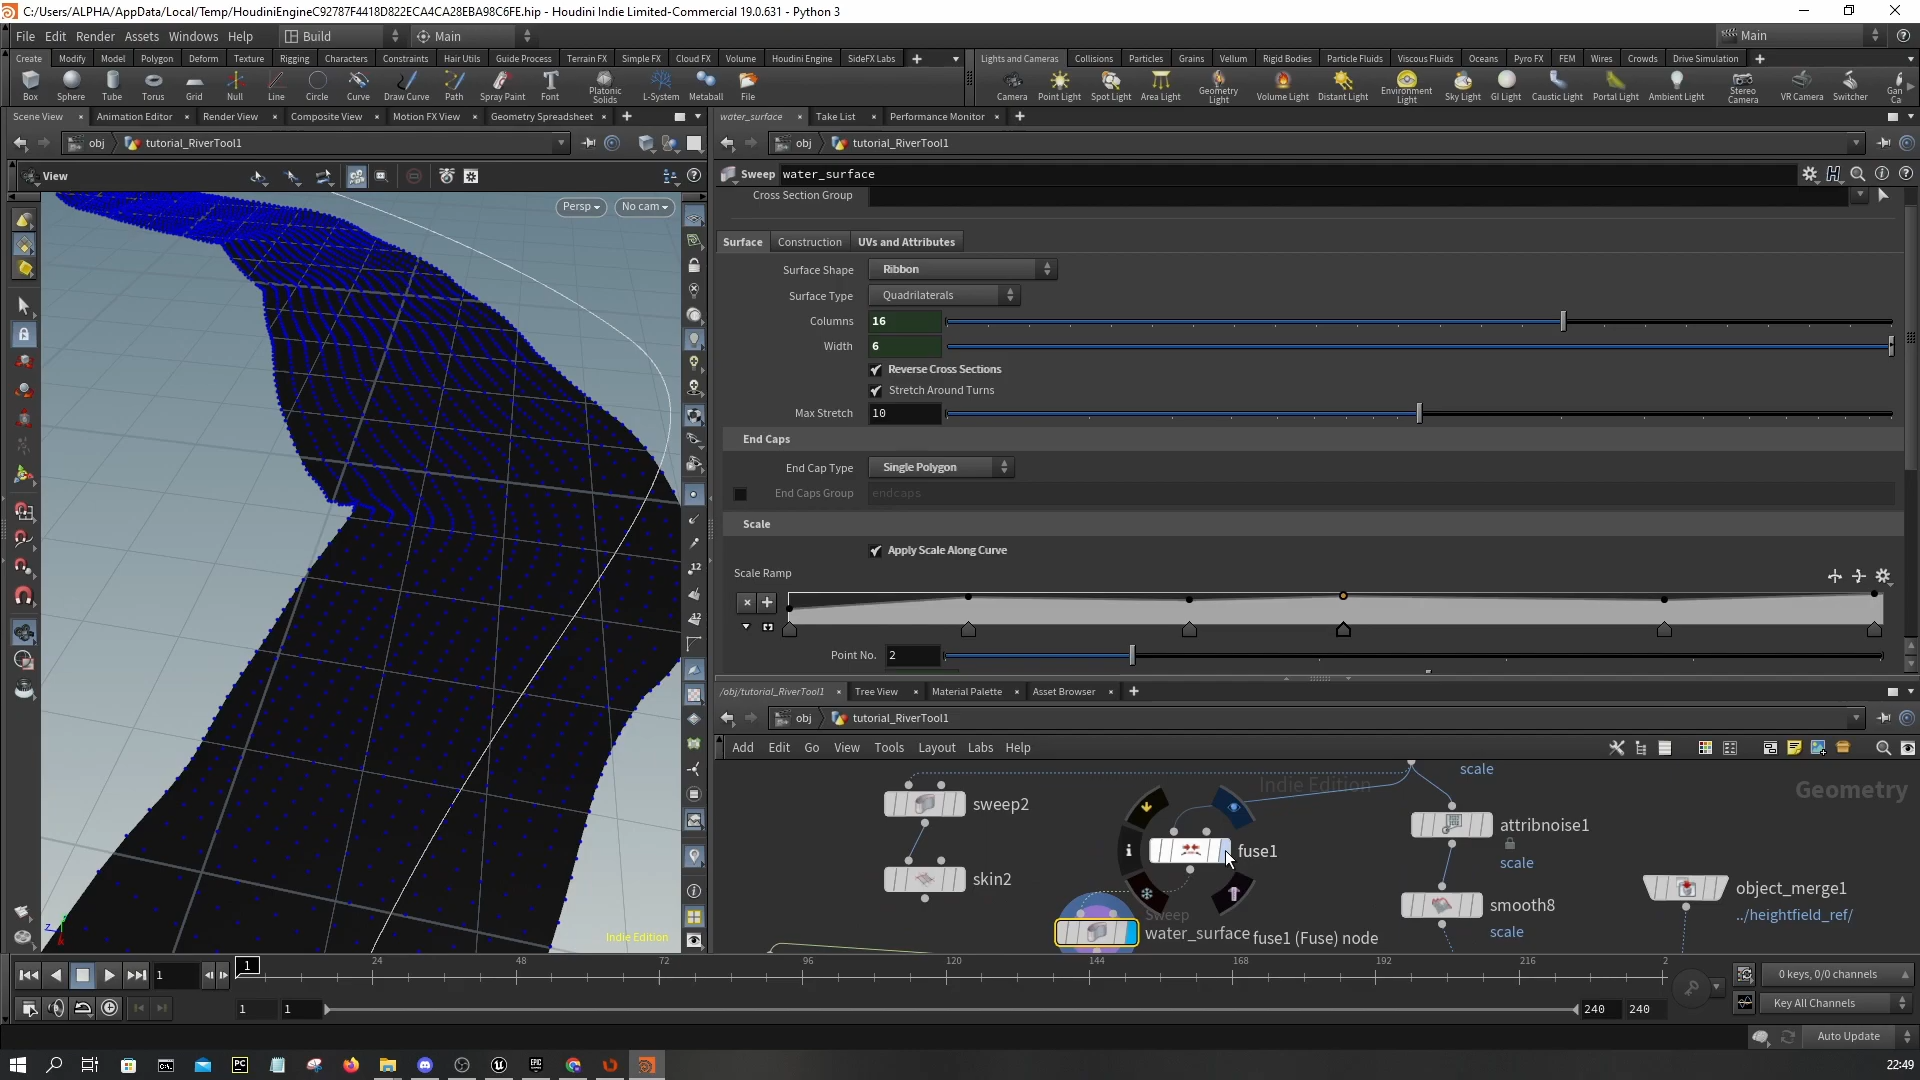 C:/Users/ALPHA/AppData/Local/Temp/HoudiniEngineC92787F4418D822ECA4CA28EBA98C6FE.hip - Houdini Indie Limited-Commercial 19.0.631 - Python 3
File Edit Render Assets Windows Help Build Main Main
Create Modify Model Polygon Deform Texture Rigging Characters Constraints Hair Utils Guide Process Terrain FX Simple FX Cloud FX Volume Houdini Engine SideFX Labs
Lights and Cameras Collisions Particles Grains Vellum Rigid Bodies Particle Fluids Viscous Fluids Oceans Pyro FX FEM Wires Crowds Drive Simulation
Box Sphere Tube Torus Grid Null Line Circle Curve Draw Curve Path Spray Paint Font Platonic Solids L-System Metaball File
Camera Point Light Spot Light Area Light Geometry Light Volume Light Distant Light Environment Light Sky Light GI Light Caustic Light Portal Light Ambient Light Stereo Camera VR Camera Switcher Gan Ca
Scene View Animation Editor Render View Composite View Motion FX View Geometry Spreadsheet
water_surface Take List Performance Monitor
obj tutorial_RiverTool1
obj tutorial_RiverTool1
View
Persp No cam
Sweep water_surface
Cross Section Group
Surface Construction UVs and Attributes
Surface Shape Ribbon
Surface Type Quadrilaterals
Columns 16
Width 6
Reverse Cross Sections
Stretch Around Turns
Max Stretch 10
End Caps
End Cap Type Single Polygon
End Caps Group endcaps
Scale
Apply Scale Along Curve
Scale Ramp
Point No. 2
/obj/tutorial_RiverTool1 Tree View Material Palette Asset Browser
obj tutorial_RiverTool1
Add Edit Go View Tools Layout Labs Help
Indie Edition
Geometry
scale
sweep2
attribnoise1
scale
fuse1
skin2
object_merge1
../heightfield_ref/
smooth8
scale
Sweep
water_surface
fuse1 (Fuse) node
Indie Edition
1 1 24 48 72 96 120 144 168 192 216 2
0 keys, 0/0 channels
1 1 240 240
Key All Channels
Auto Update
22:49